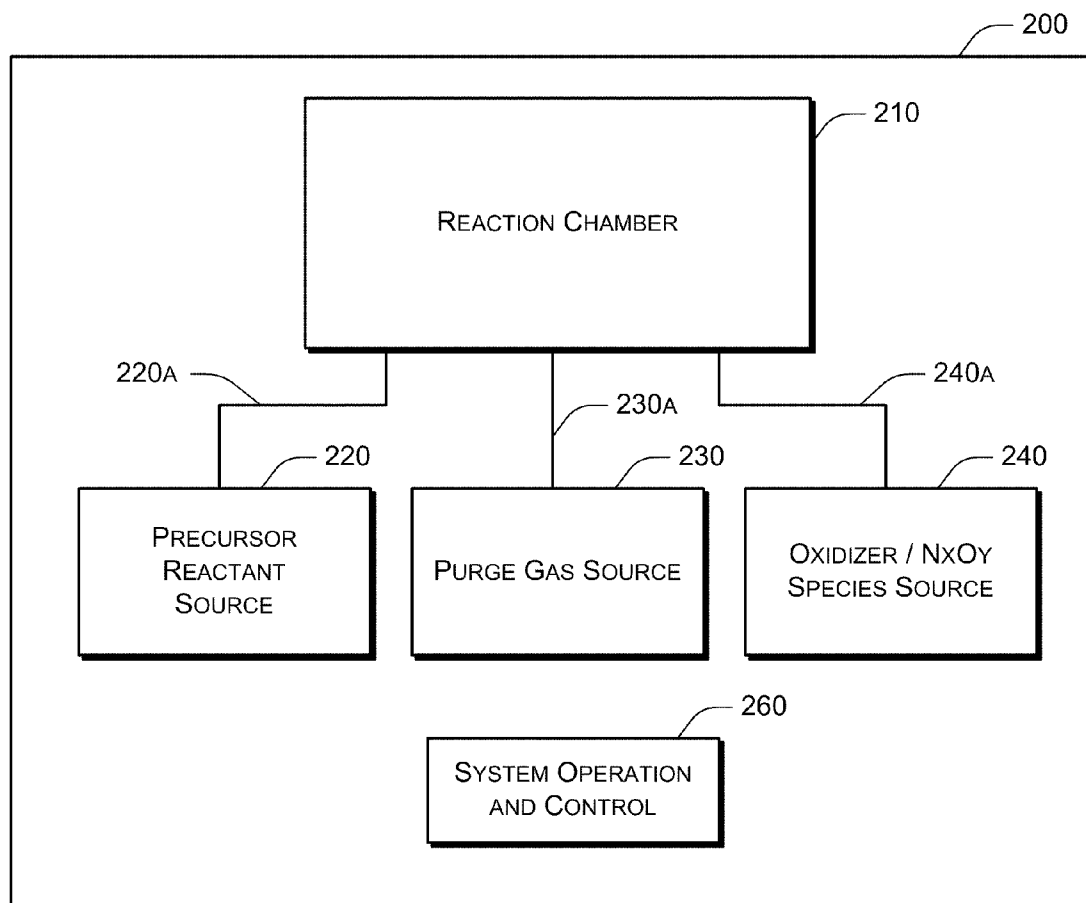 200
210
REACTION CHAMBER
220A
230A
240A
220
230
240
PRECURSOR
REACTANT
SOURCE
PURGE GAS SOURCE
OXIDIZER / NXOY
SPECIES SOURCE
260
SYSTEM OPERATION
AND CONTROL